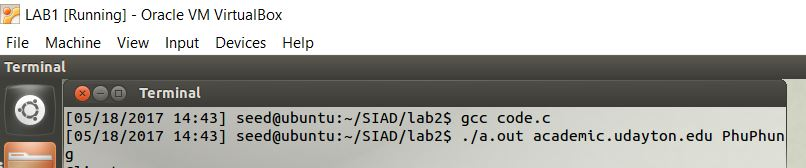 LAB1 [Running] - Oracle VM VirtualBox
File Machine View Input Devices Help
Terminal
Terminal
[05/18/2017 14:43] seed@ubuntu:~/SIAD/lab2$ gcc code.c
[05/18/2017 14:43] seed@ubuntu:~/SIAD/lab2$ ./a.out academic.udayton.edu PhuPhun
g